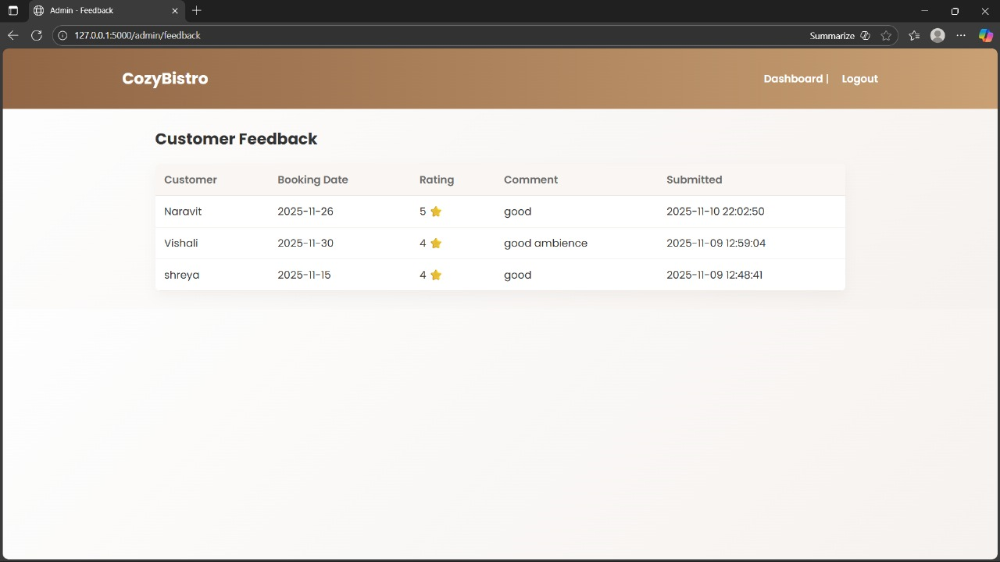 Admin - Feedback
127.0.0.1:5000/admin/feedback Summarize
CozyBistro Dashboard | Logout
Customer Feedback
Customer Booking Date Rating Comment Submitted
Naravit 2025-11-26 5 ⭐ good 2025-11-10 22:02:50
Vishali 2025-11-30 4 ⭐ good ambience 2025-11-09 12:59:04
shreya 2025-11-15 4 ⭐ good 2025-11-09 12:48:41